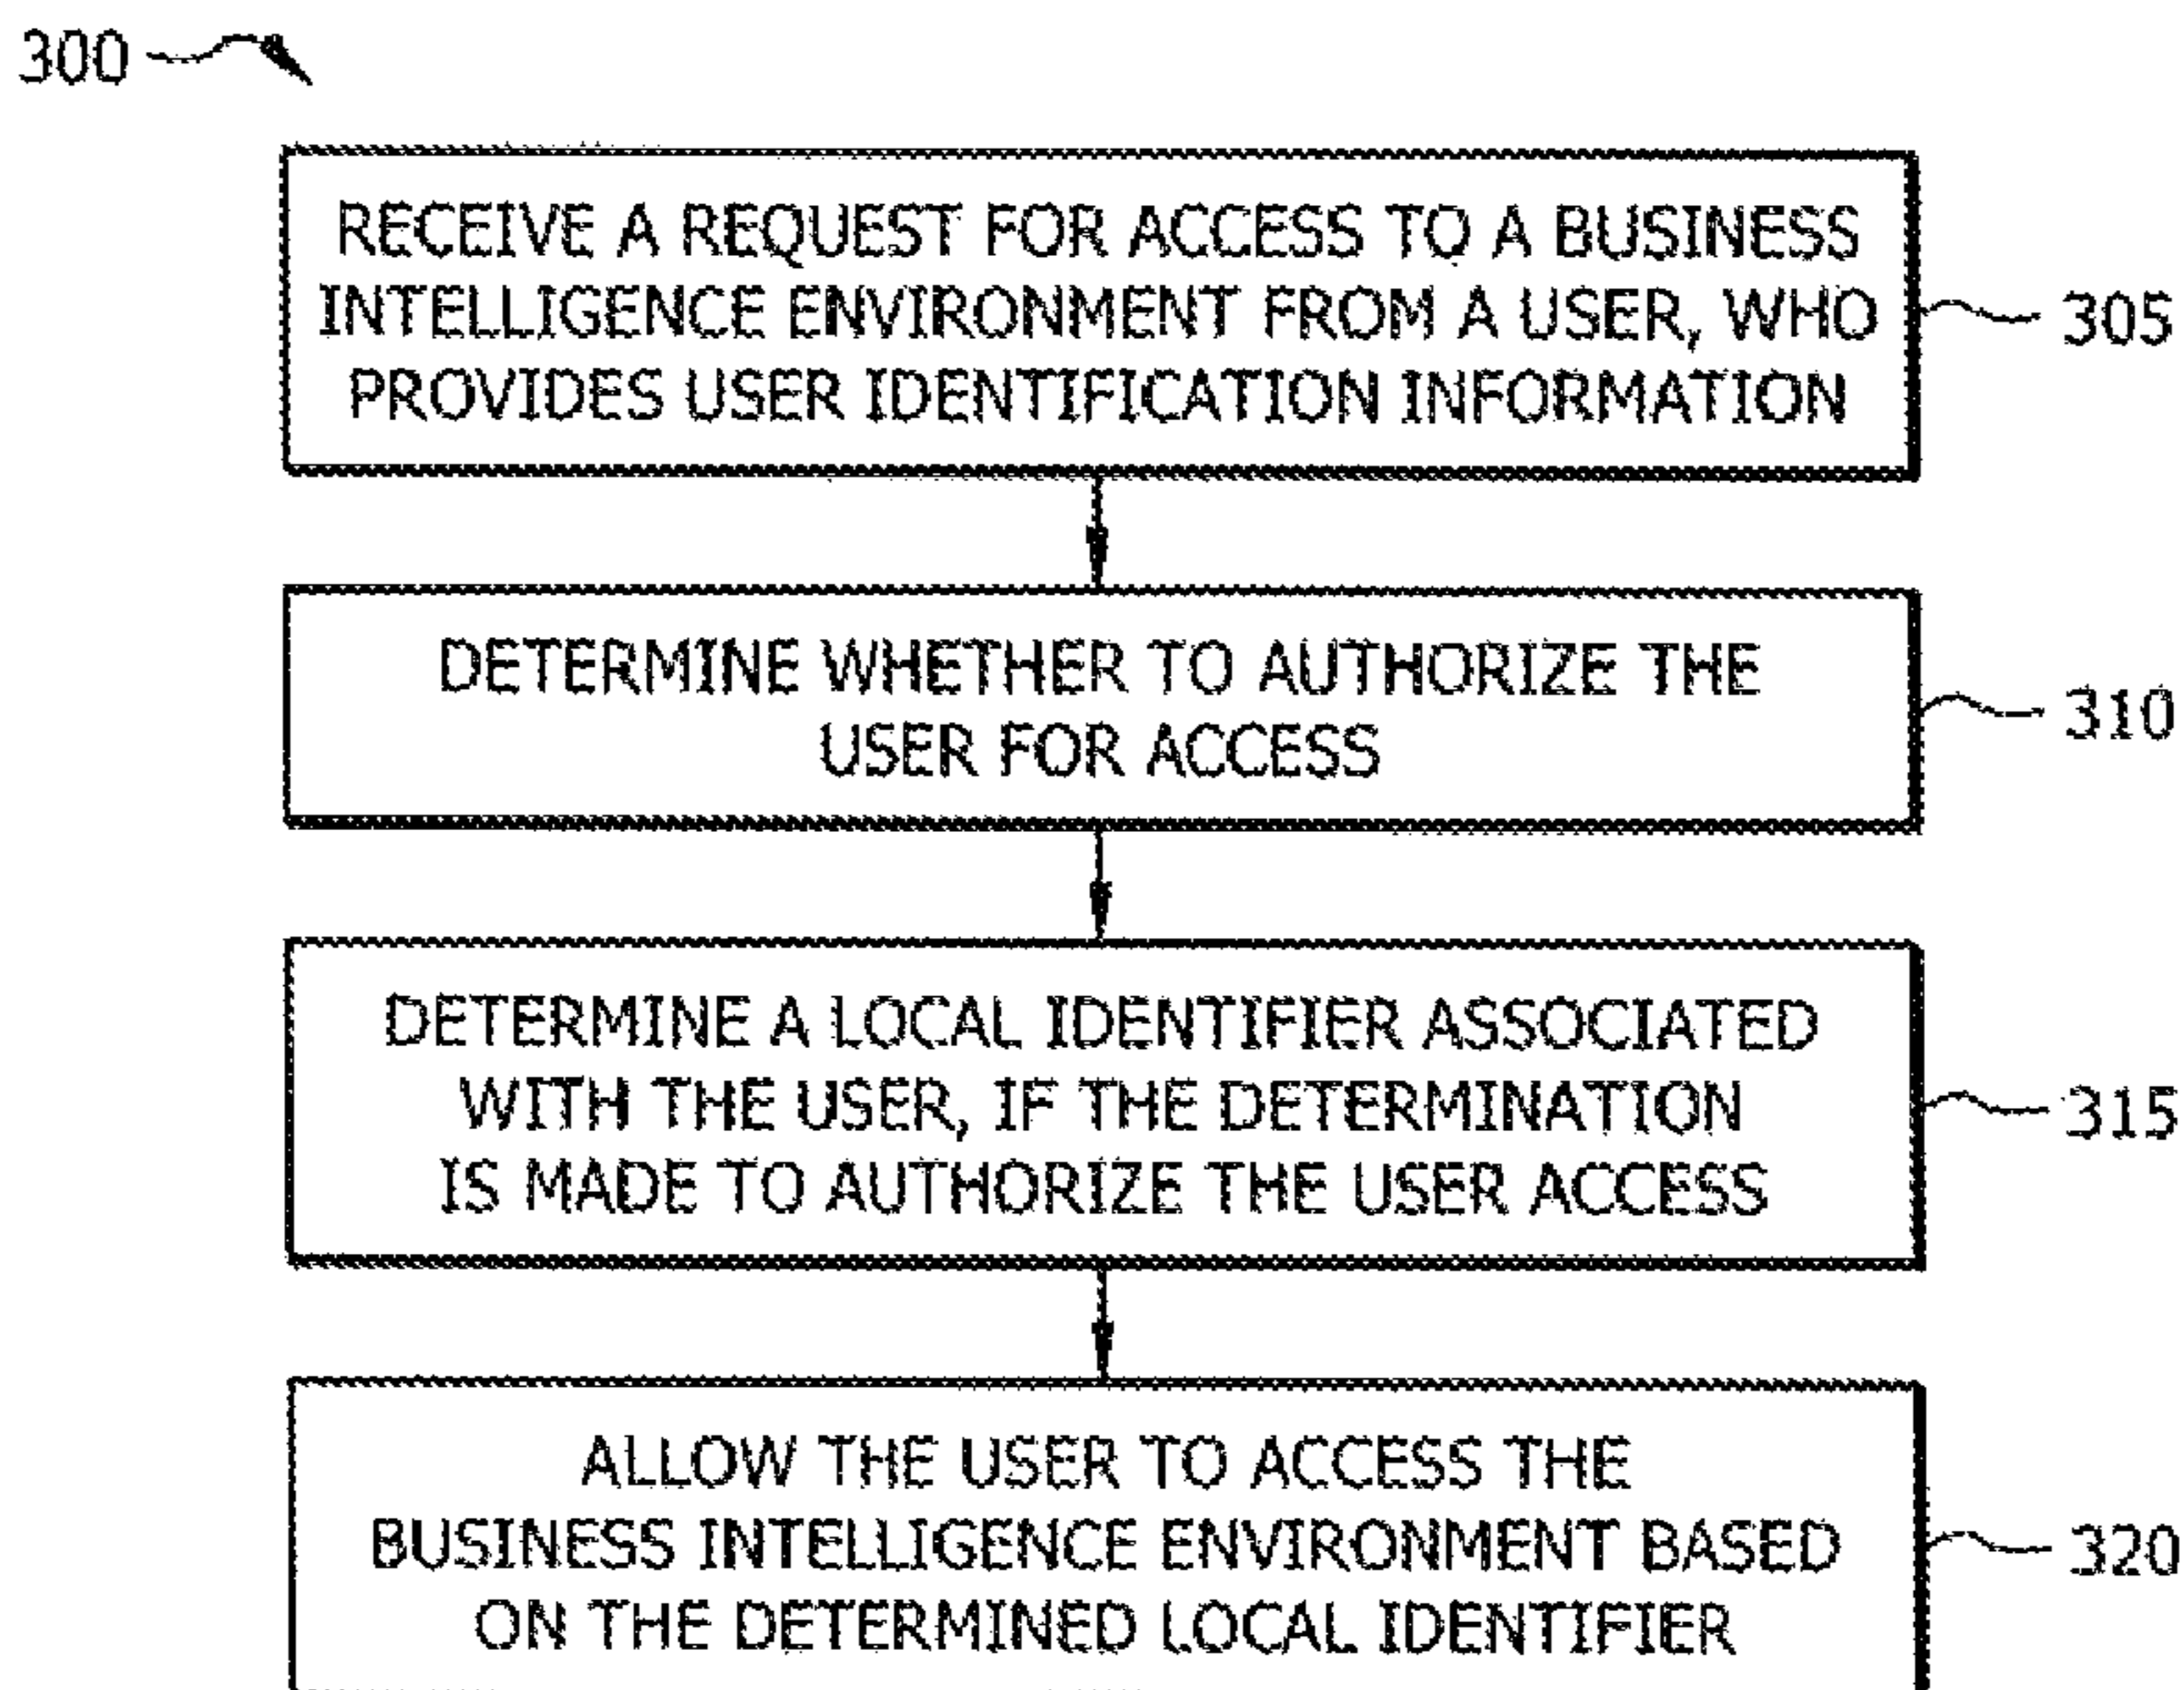 300
RECEIVE A REQUEST FOR ACCESS TO A BUSINESS
INTELLIGENCE ENVIRONMENT FROM A USER, WHO
PROVIDES USER IDENTIFICATION INFORMATION
305
DETERMINE WHETHER TO AUTHORIZE THE
USER FOR ACCESS
310
DETERMINE A LOCAL IDENTIFIER ASSOCIATED
WITH THE USER, IF THE DETERMINATION
IS MADE TO AUTHORIZE THE USER ACCESS
315
ALLOW THE USER TO ACCESS THE
BUSINESS INTELLIGENCE ENVIRONMENT BASED
ON THE DETERMINED LOCAL IDENTIFIER
320